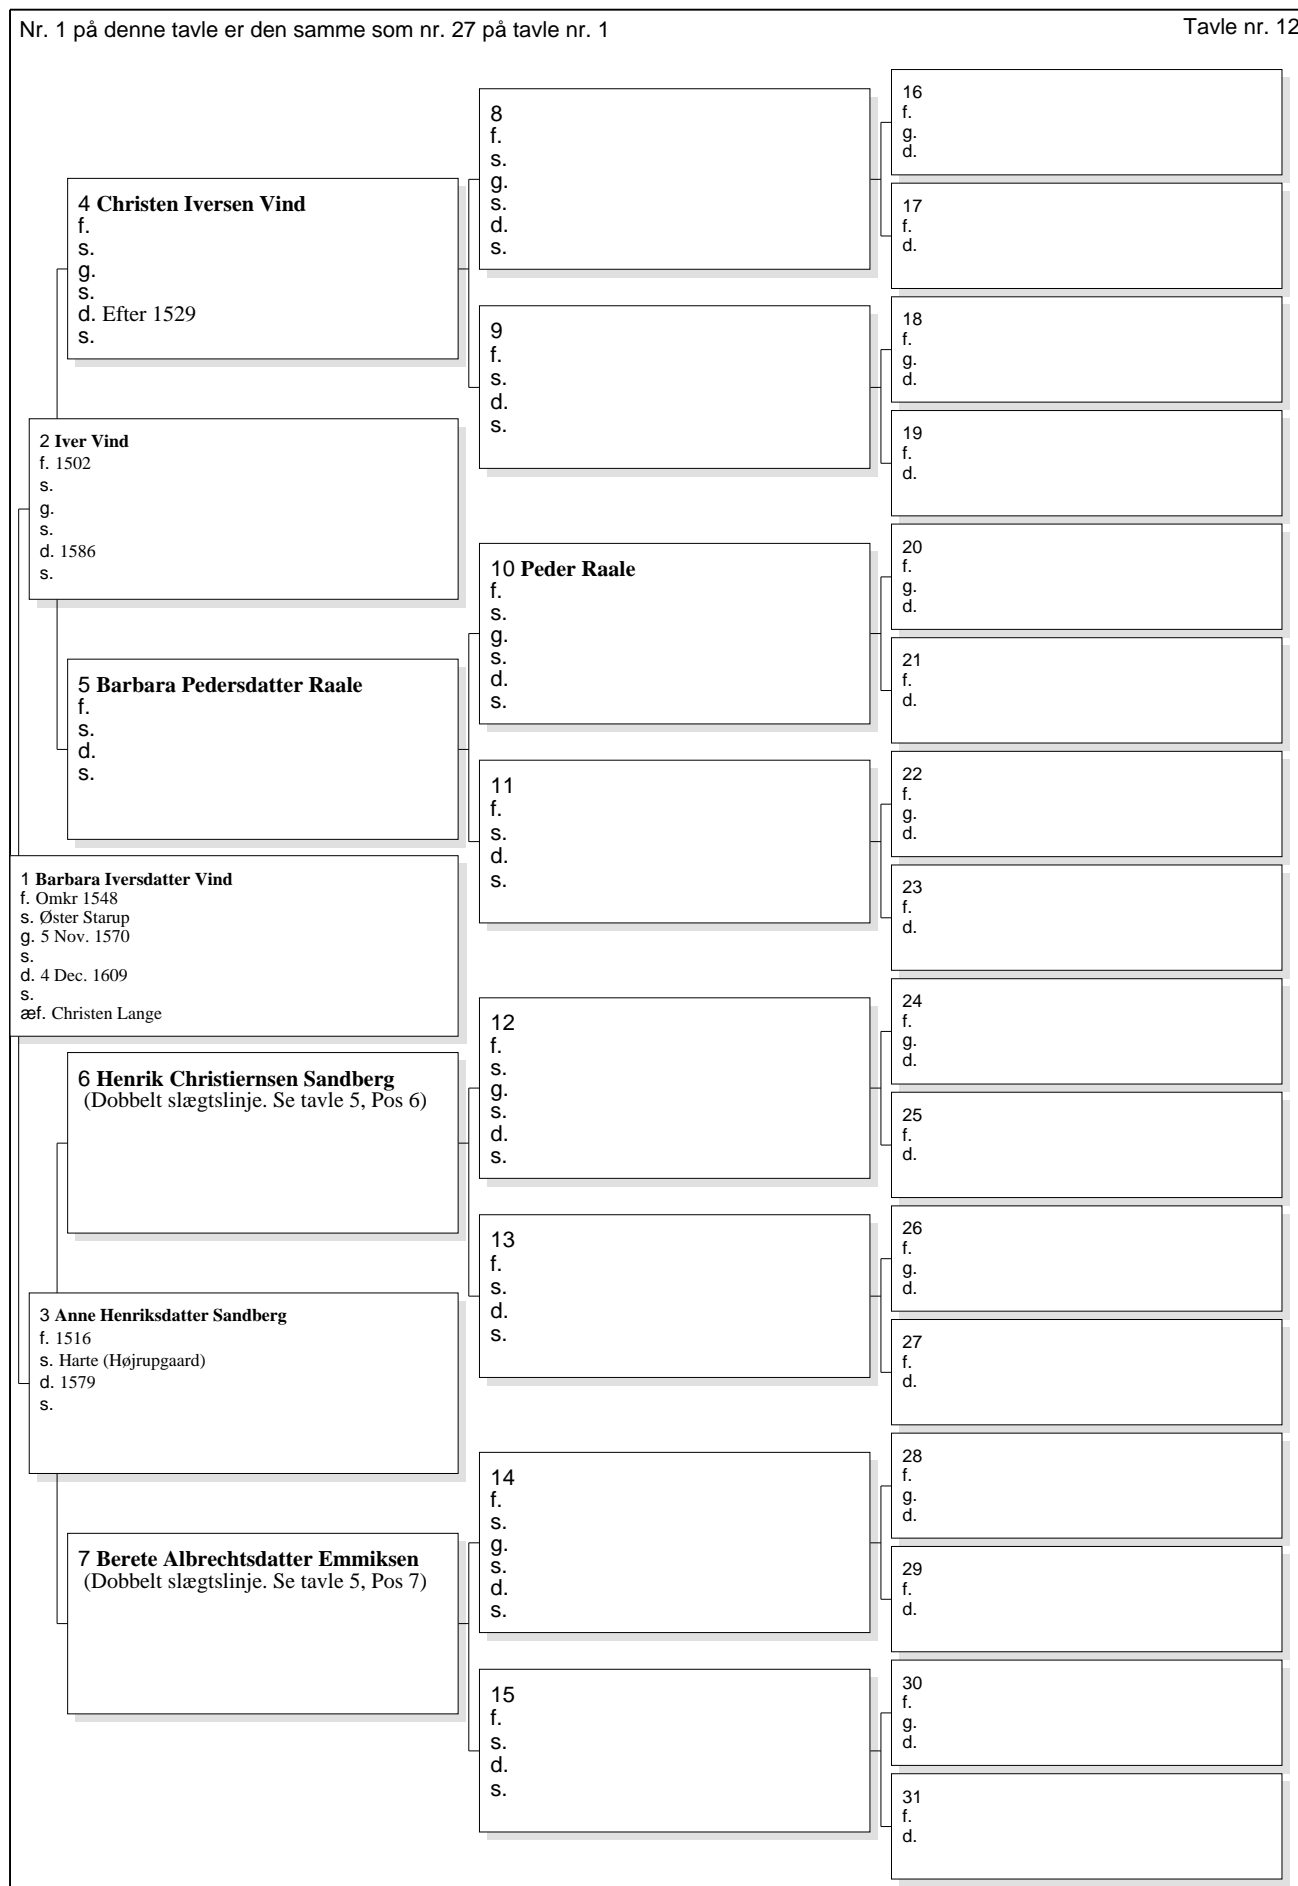 Nr. 1 på denne tavle er den samme som nr. 27 på tavle nr. 1
Tavle nr. 12
1 Barbara Iversdatter Vind
f. Omkr 1548
s. Øster Starup
g. 5 Nov. 1570
s.
d. 4 Dec. 1609
s.
æf. Christen Lange
2 Iver Vind
f. 1502
s.
g.
s.
d. 1586
s.
3 Anne Henriksdatter Sandberg
f. 1516
s. Harte (Højrupgaard)
d. 1579
s.
4 Christen Iversen Vind
f.
s.
g.
s.
d. Efter 1529
s.
5 Barbara Pedersdatter Raale
f.
s.
d.
s.
6 Henrik Christiernsen Sandberg
(Dobbelt slægtslinje. Se tavle 5, Pos 6)
7 Berete Albrechtsdatter Emmiksen
(Dobbelt slægtslinje. Se tavle 5, Pos 7)
8
f.
s.
g.
s.
d.
s.
9
f.
s.
d.
s.
10 Peder Raale
f.
s.
g.
s.
d.
s.
11
f.
s.
d.
s.
12
f.
s.
g.
s.
d.
s.
13
f.
s.
d.
s.
14
f.
s.
g.
s.
d.
s.
15
f.
s.
d.
s.
16
f.
g.
d.
17
f.
d.
18
f.
g.
d.
19
f.
d.
20
f.
g.
d.
21
f.
d.
22
f.
g.
d.
23
f.
d.
24
f.
g.
d.
25
f.
d.
26
f.
g.
d.
27
f.
d.
28
f.
g.
d.
29
f.
d.
30
f.
g.
d.
31
f.
d.